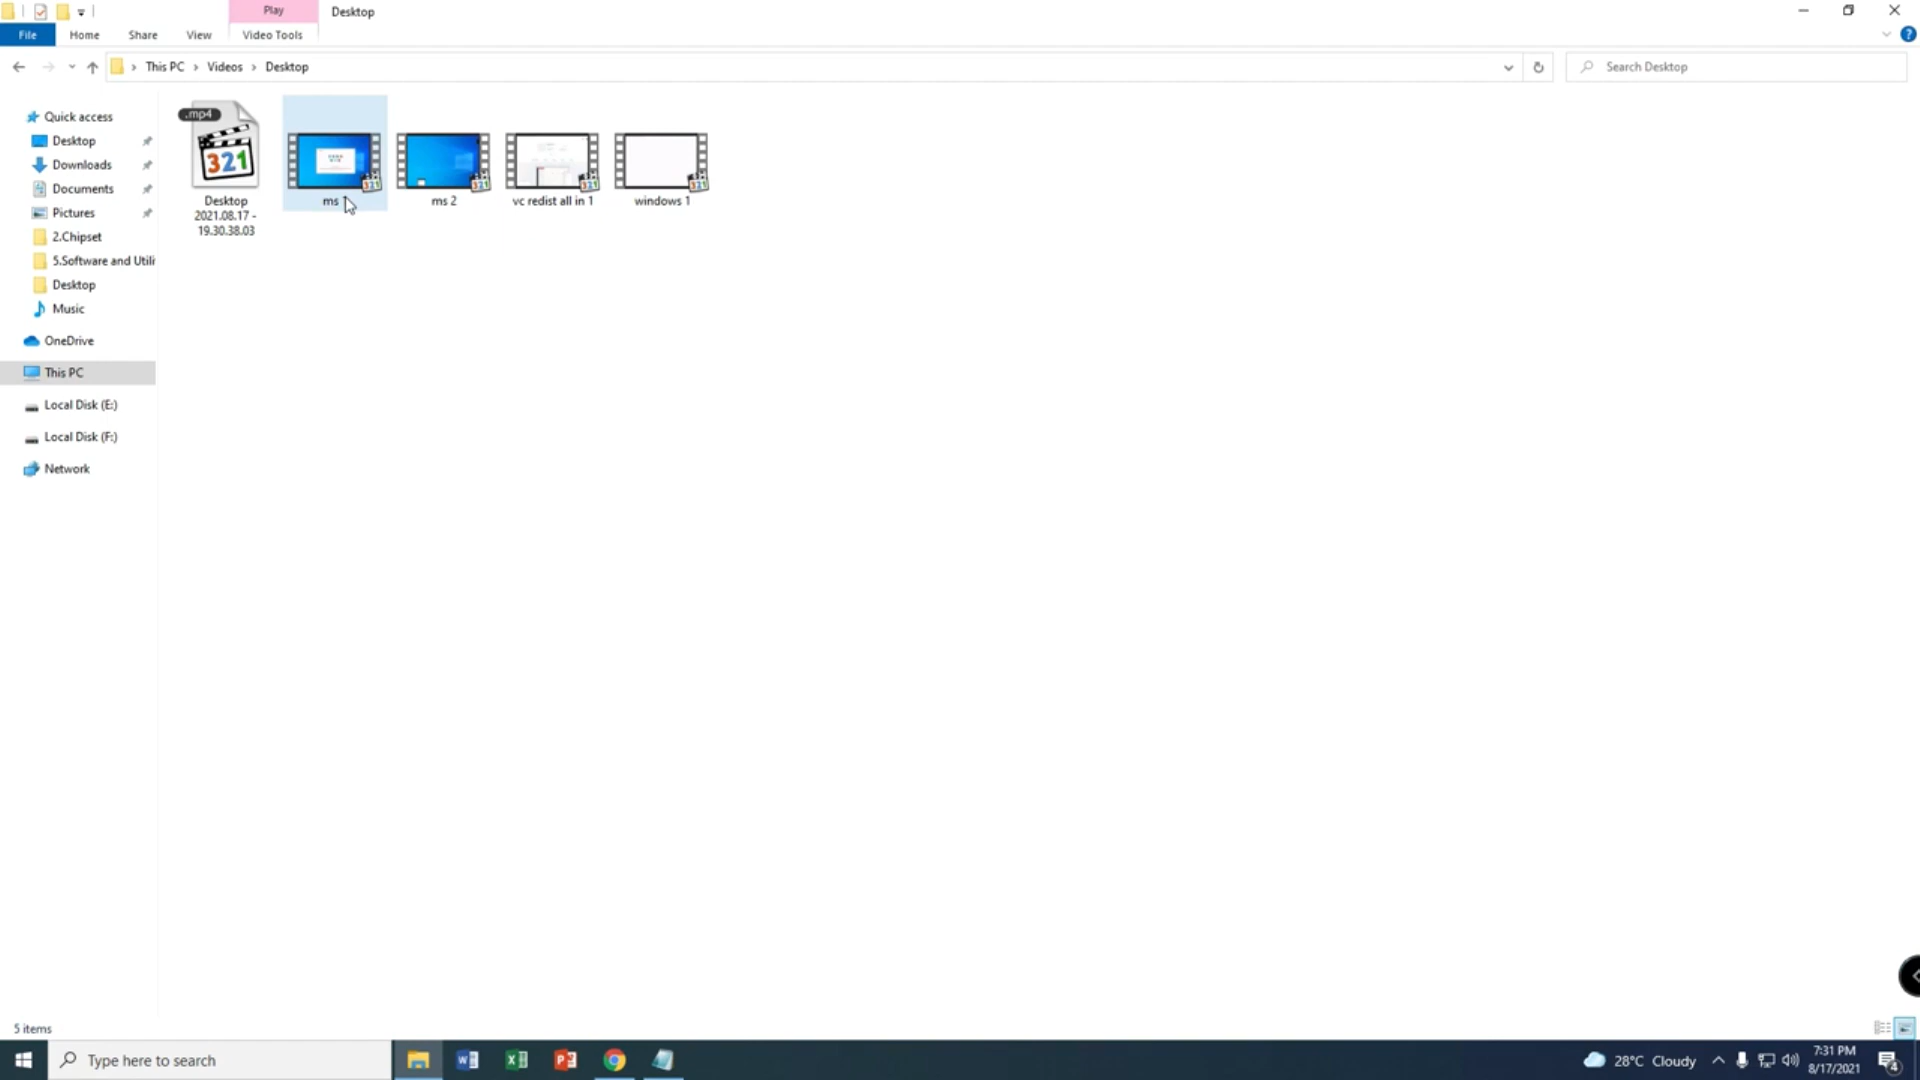 Play
Desktop
File
Home
Share
View
Video Tools
This PC
Videos
Desktop
Search Desktop
Quick access
Desktop
Downloads
Documents
Pictures
2.Chipset
5.Software and Utili
Desktop
Music
OneDrive
This PC
Local Disk (E:)
Local Disk (F:)
Network
.mp4
321
Desktop
2021.08.17 -
19.30.38.03
ms
ms 2
vc redist all in 1
windows 1
5 items
Type here to search
28°C Cloudy
7:31 PM
8/17/2021
4